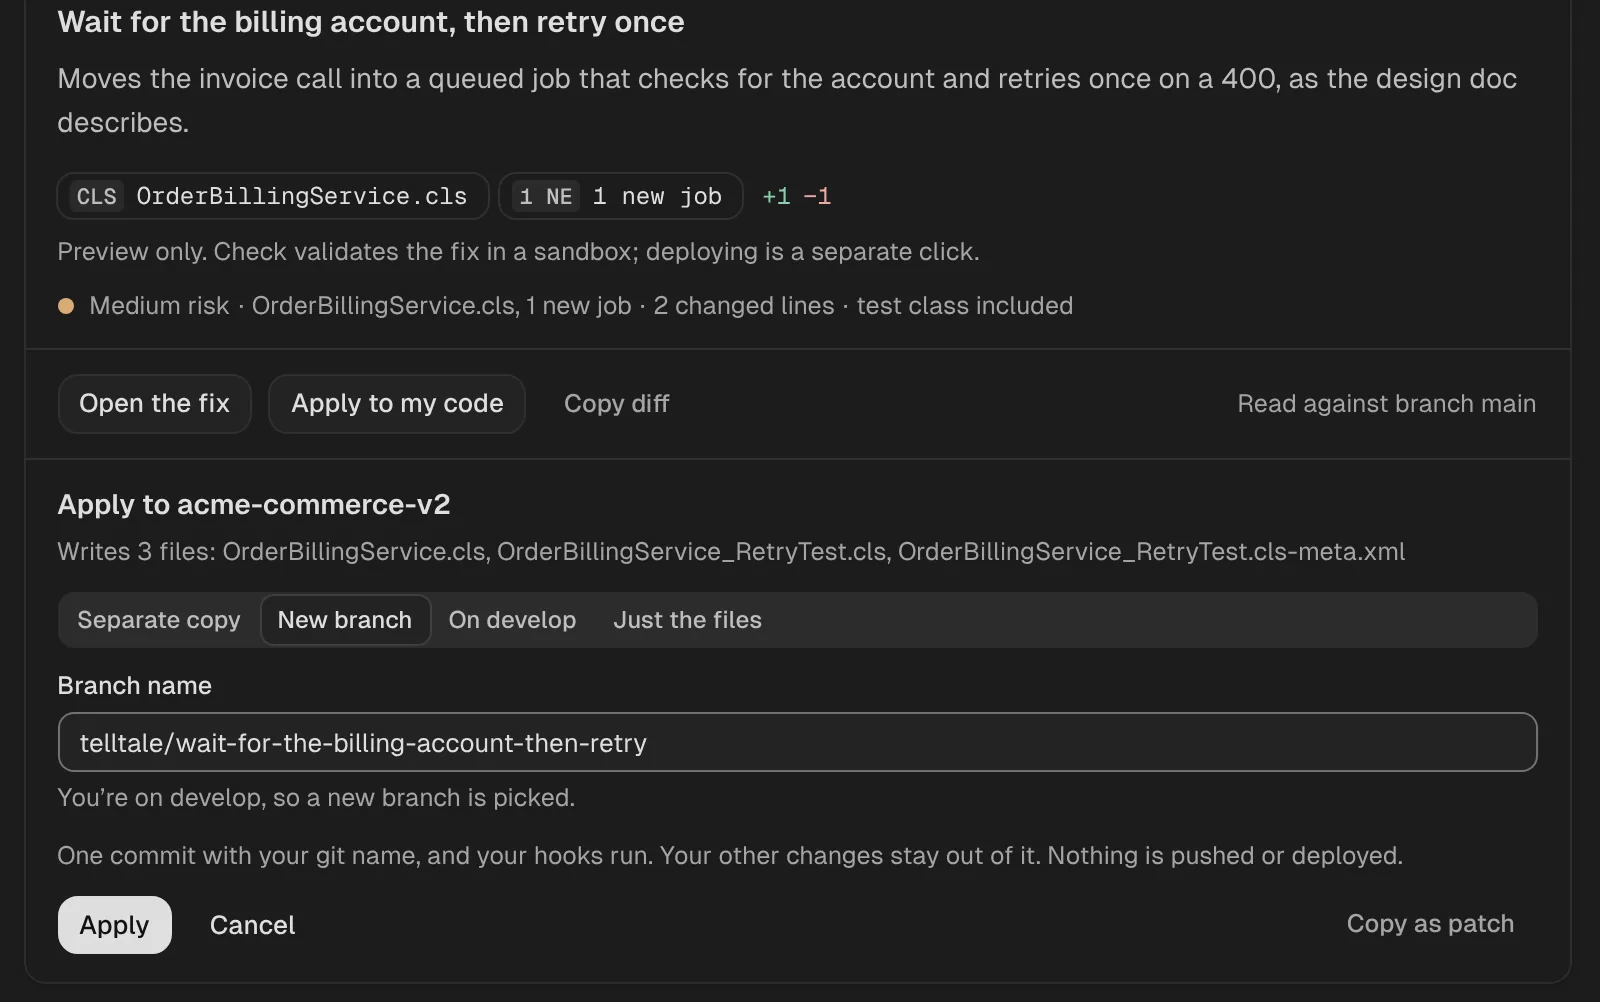 Wait for the billing account, then retry once
Moves the invoice call into a queued job that checks for the account and retries once on a 400, as the design doc
describes.
CLS OrderBillingService.cls 1 NE 1 new job +1 −1
Preview only. Check validates the fix in a sandbox; deploying is a separate click.
Medium risk · OrderBillingService.cls, 1 new job · 2 changed lines · test class included
Open the fix Apply to my code Copy diff Read against branch main
Apply to acme-commerce-v2
Writes 3 files: OrderBillingService.cls, OrderBillingService_RetryTest.cls, OrderBillingService_RetryTest.cls-meta.xml
Separate copy New branch On develop Just the files
Branch name
telltale/wait-for-the-billing-account-then-retry
You’re on develop, so a new branch is picked.
One commit with your git name, and your hooks run. Your other changes stay out of it. Nothing is pushed or deployed.
Apply Cancel Copy as patch